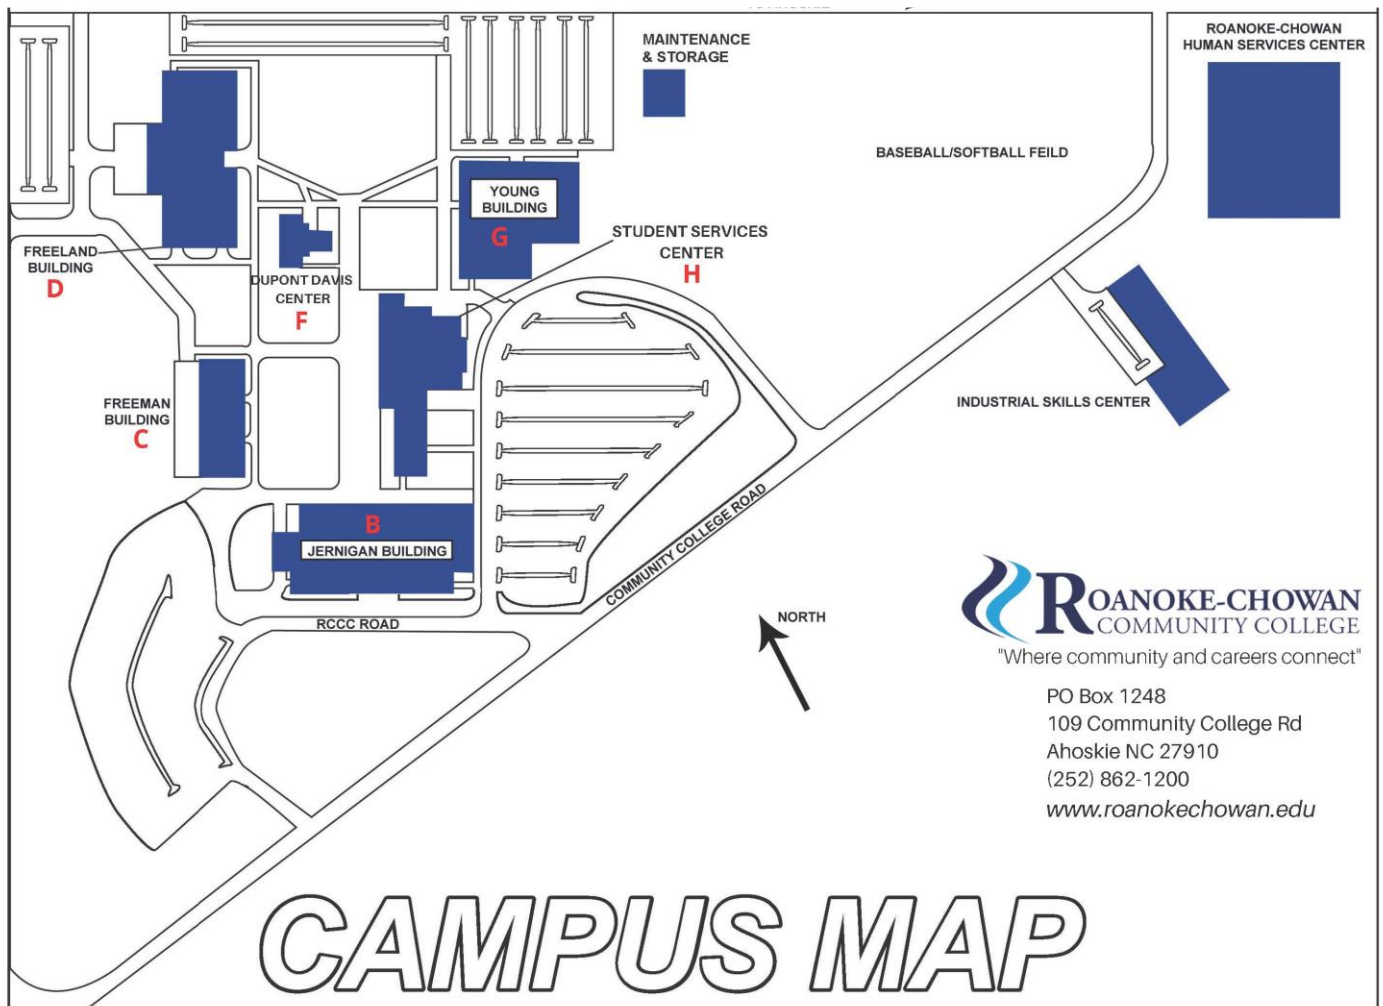 MAINTENANCE
& STORAGE
ROANOKE-CHOWAN
HUMAN SERVICES CENTER
BASEBALL/SOFTBALL FEILD
YOUNG
BUILDING
G
STUDENT SERVICES
CENTER
H
FREELAND
BUILDING
D
DUPONT DAVIS
CENTER
F
FREEMAN
BUILDING
C
INDUSTRIAL SKILLS CENTER
B
JERNIGAN BUILDING
COMMUNITY COLLEGE ROAD
RCCC ROAD
NORTH
ROANOKE-CHOWAN
COMMUNITY COLLEGE
"Where community and careers connect"
PO Box 1248
109 Community College Rd
Ahoskie NC 27910
(252) 862-1200
www.roanokechowan.edu
CAMPUS MAP